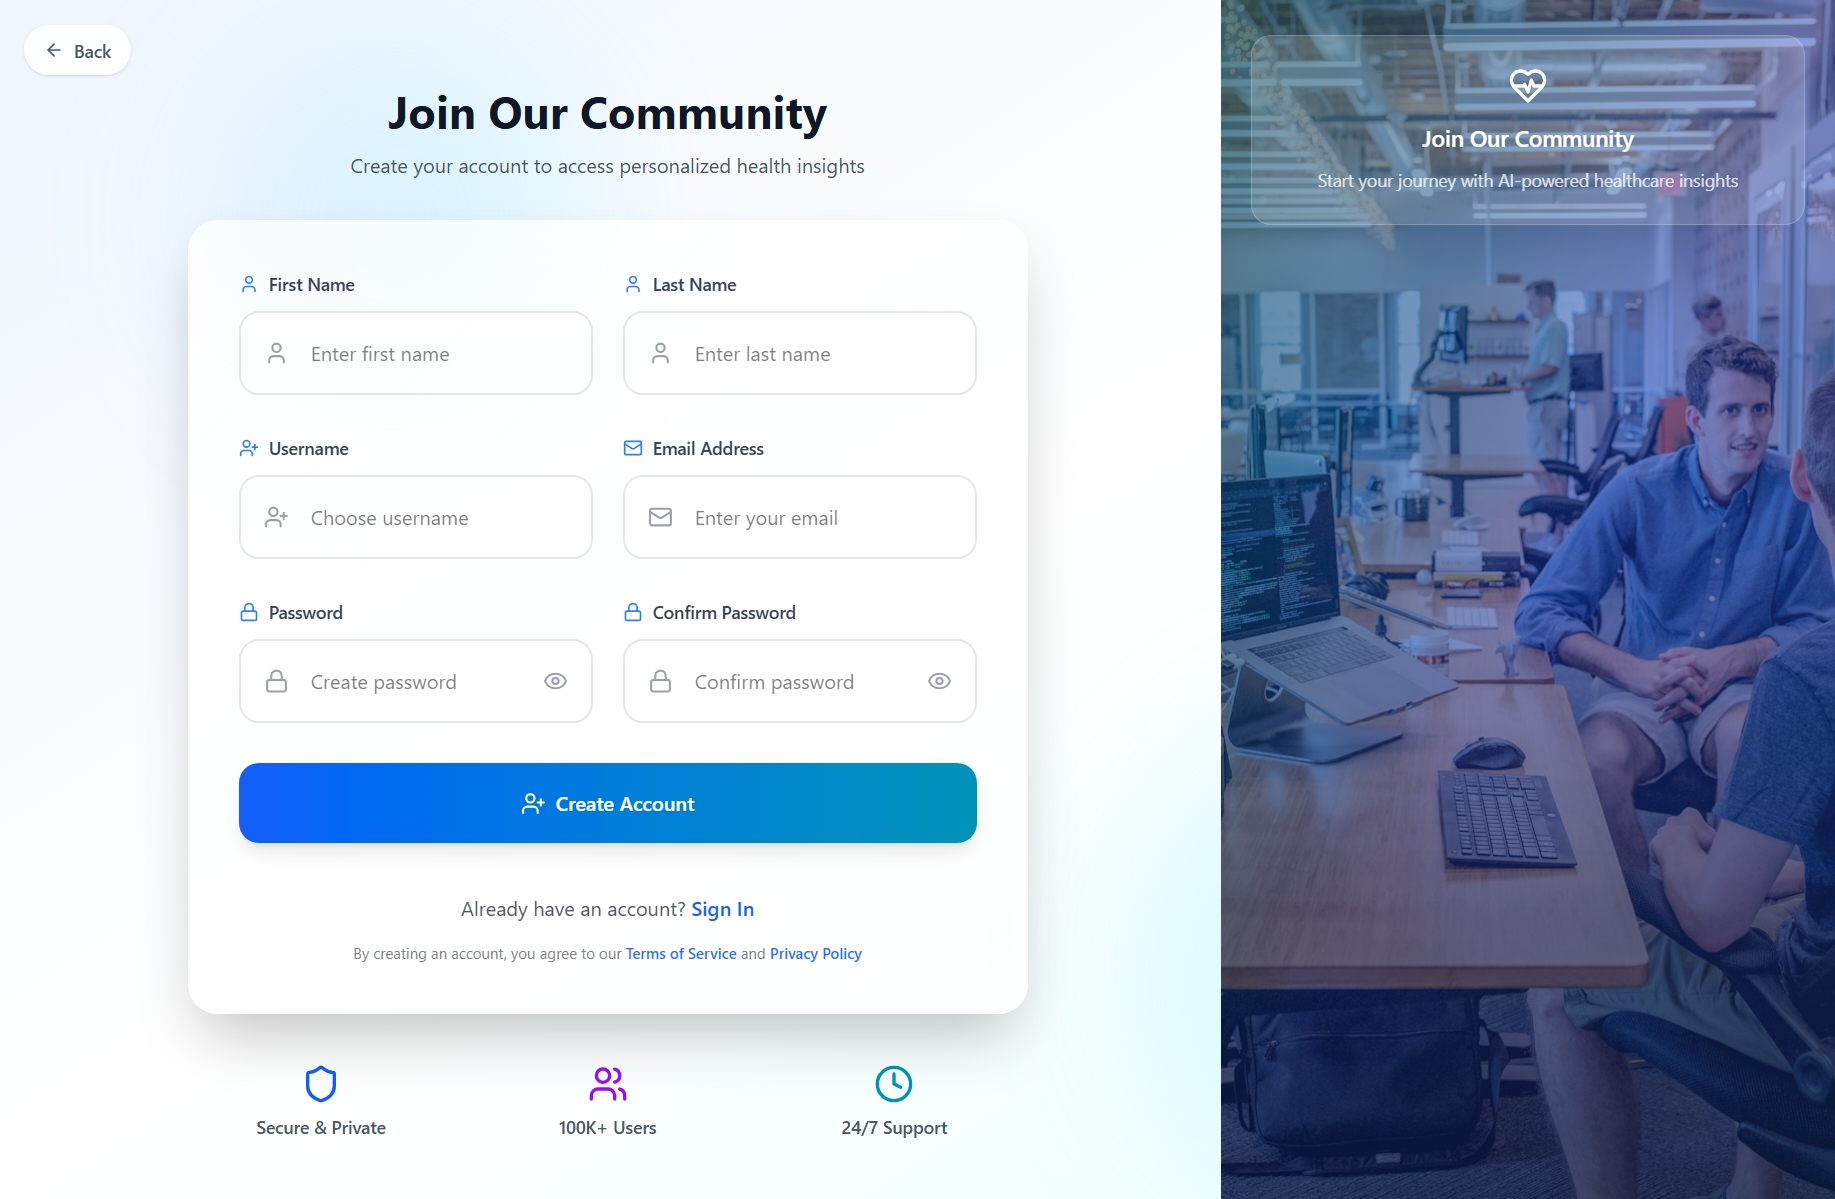 Back
Join Our Community
Create your account to access personalized health insights
First Name
Last Name
Enter first name
Enter last name
Username
Email Address
Choose username
Enter your email
Password
Confirm Password
Create password
Confirm password
Create Account
Already have an account? Sign In
By creating an account, you agree to our Terms of Service and Privacy Policy
Secure & Private
100K+ Users
24/7 Support
Join Our Community
Start your journey with AI-powered healthcare insights